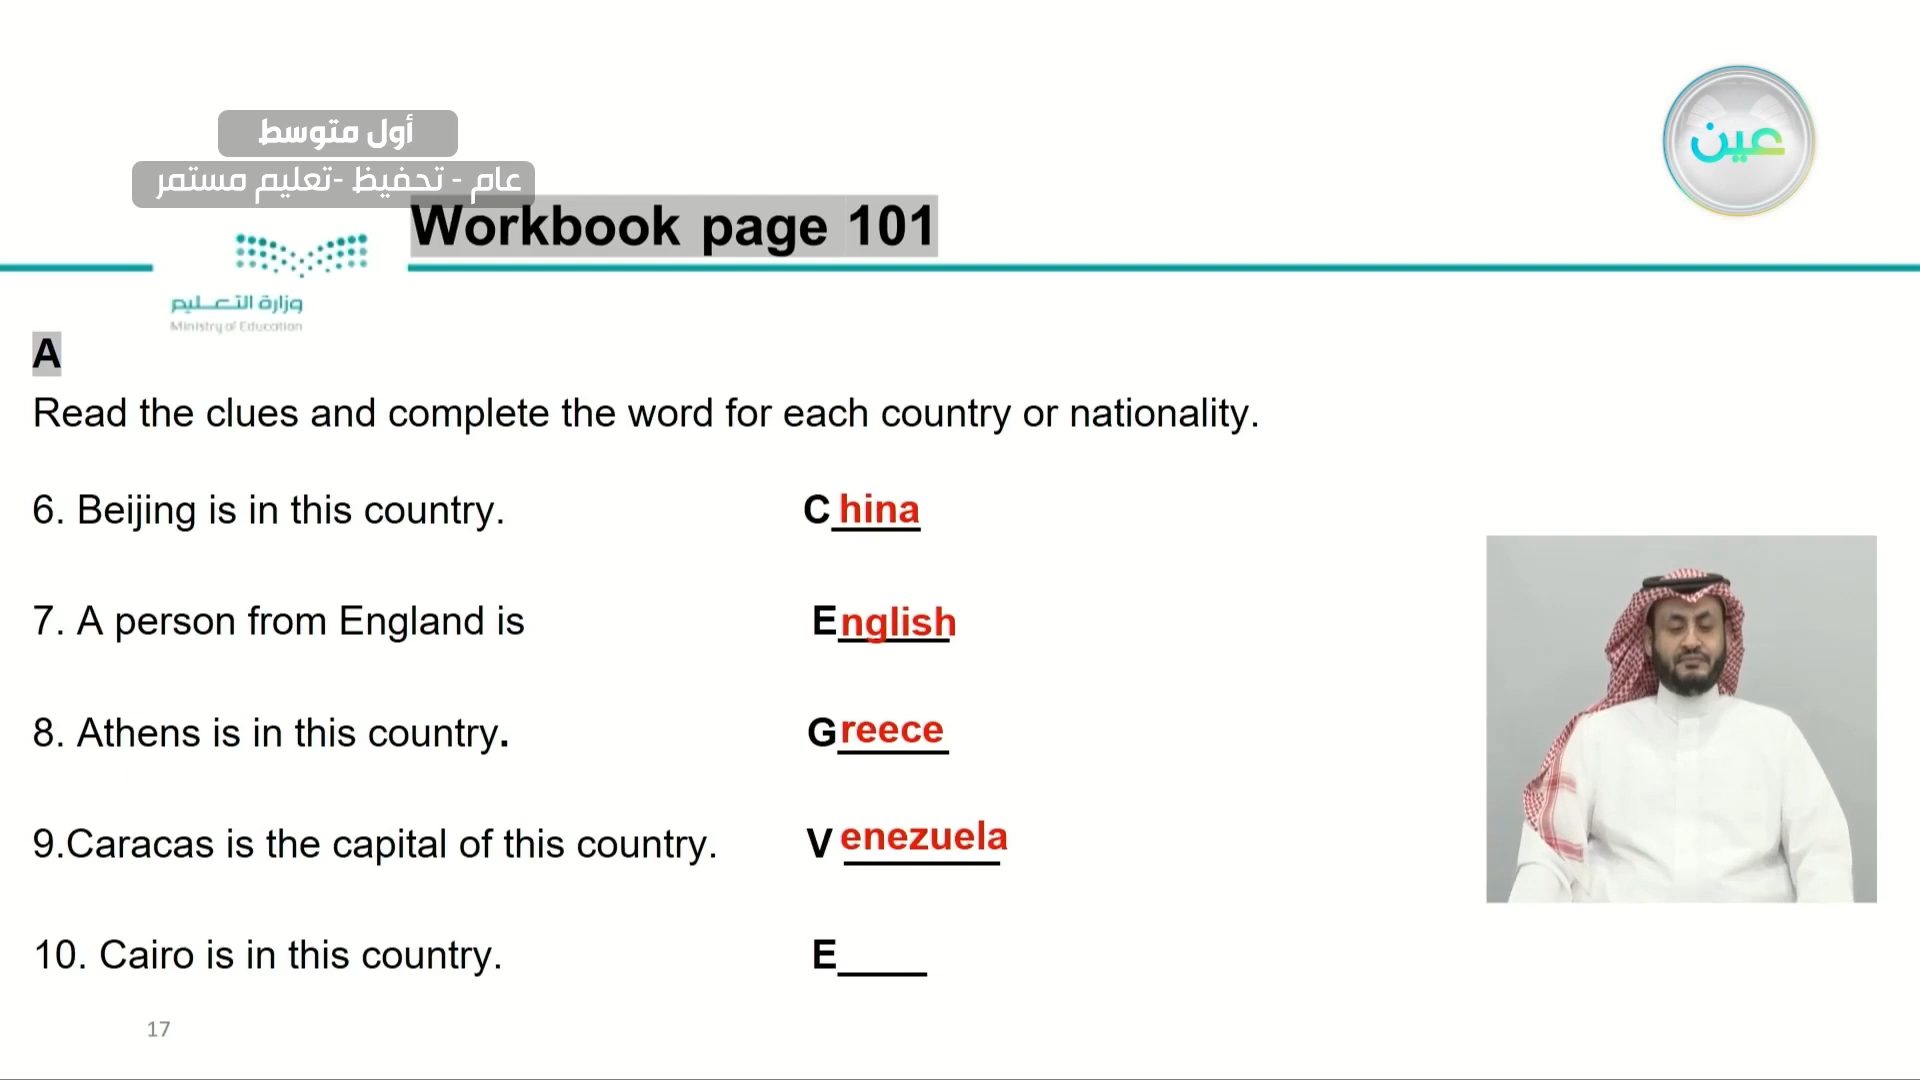 أول متوسط
عام - تحفيظ -تعليم مستمر
عين
Workbook page 101
وزارة التعليم
Ministry of Education
A
Read the clues and complete the word for each country or nationality.
6. Beijing is in this country. C hina
7. A person from England is English
8. Athens is in this country. Greece
9.Caracas is the capital of this country. V enezuela
10. Cairo is in this country. E____
17